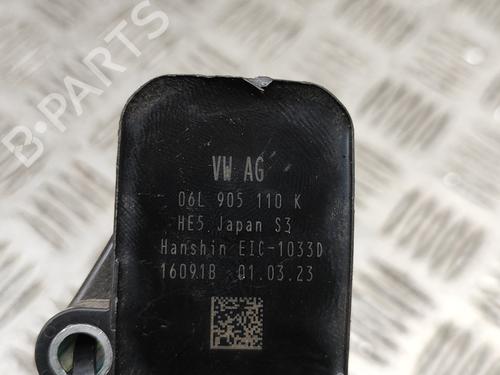 B-PARTS
VW AG
06L 905 110 K
HE5 Japan S3
Hanshin EIC-1033D
16091B 01.03.23